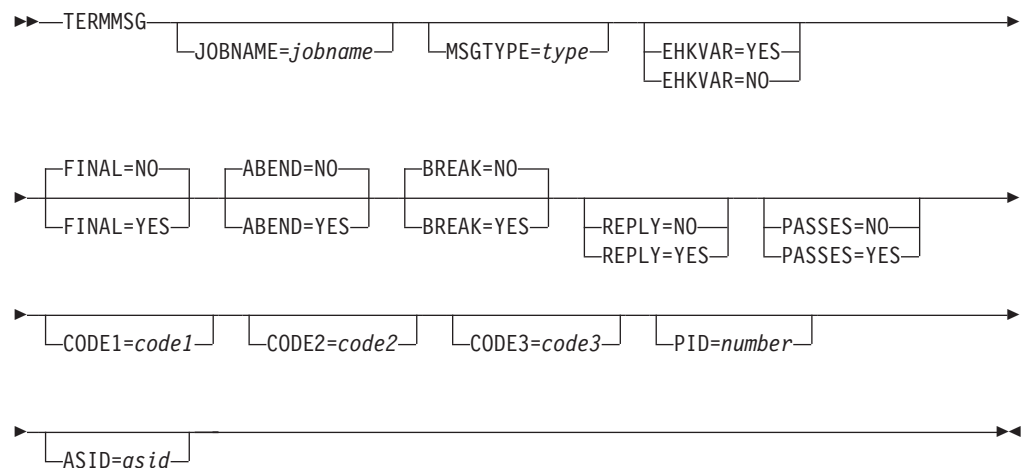 TERMMSG
JOBNAME=jobname MSGTYPE=type EHKVAR=YES
EHKVAR=NO
FINAL=NO ABEND=NO BREAK=NO
FINAL=YES ABEND=YES BREAK=YES REPLY=NO PASSES=NO
REPLY=YES PASSES=YES
CODE1=code1 CODE2=code2 CODE3=code3 PID=number
ASID=asid